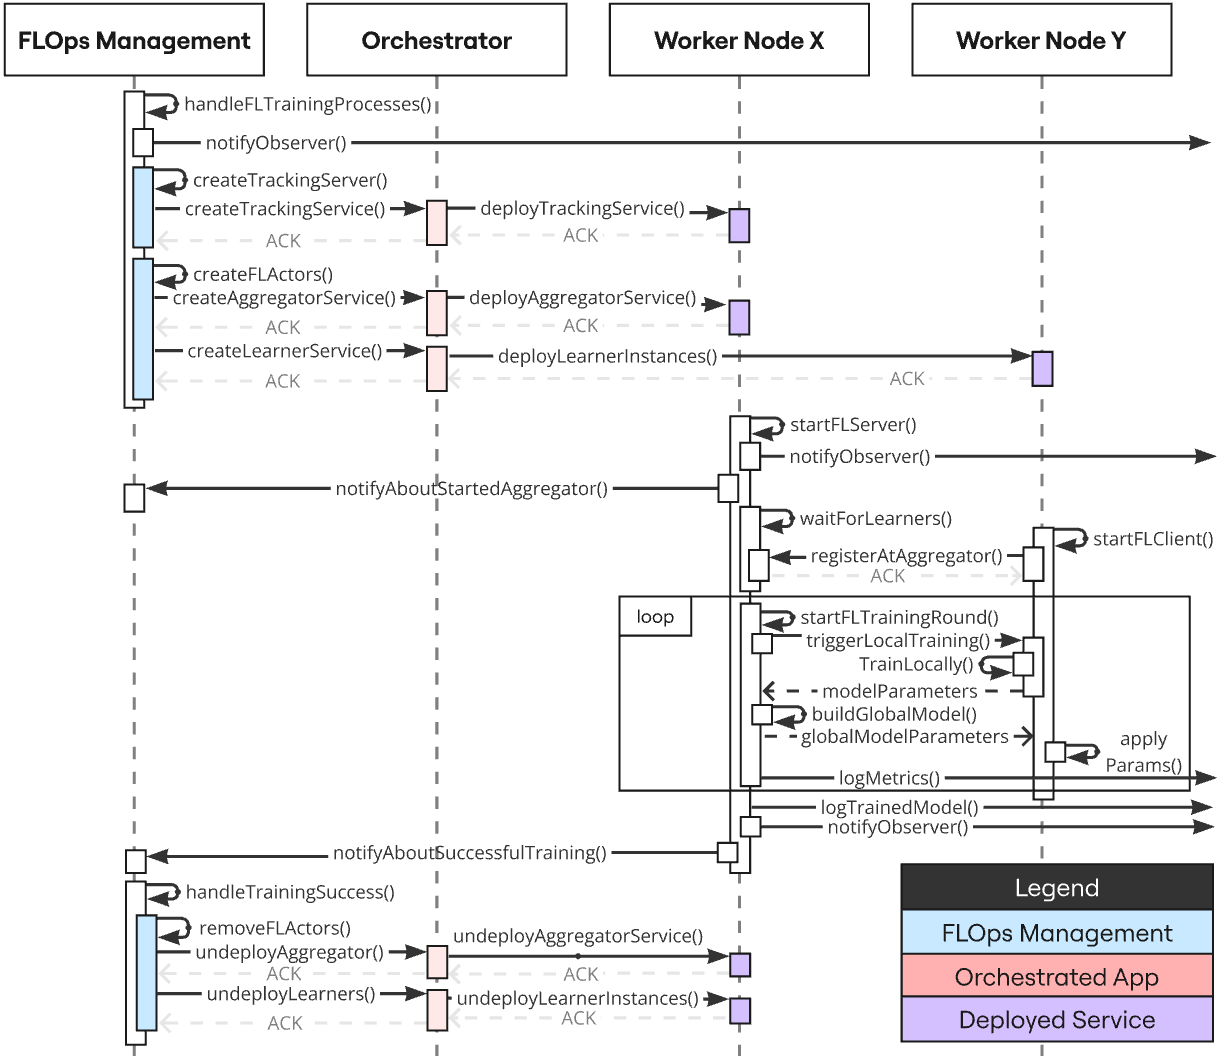 FLOps Management
Orchestrator
Worker Node X
Worker Node Y
handleFLTrainingProcesses()
notifyObserver()
createTrackingServer()
createTrackingService()
deployTrackingService()
ACK
ACK
createFLActors()
createAggregatorService()
deployAggregatorService()
ACK
ACK
createLearnerService()
deployLearnerInstances()
ACK
ACK
startFLServer()
notifyObserver()
notifyAboutStartedAggregator()
waitForLearners()
startFLClient()
registerAtAggregator()
ACK
loop
startFLTrainingRound()
triggerLocalTraining()
TrainLocally()
modelParameters
buildGlobalModel()
globalModelParameters
apply
Params()
logMetrics()
logTrainedModel()
notifyObserver()
notifyAboutSuccessfulTraining()
handleTrainingSuccess()
removeFLActors()
undeployAggregator()
undeployAggregatorService()
ACK
ACK
undeployLearners()
undeployLearnerInstances()
ACK
ACK
Legend
FLOps Management
Orchestrated App
Deployed Service